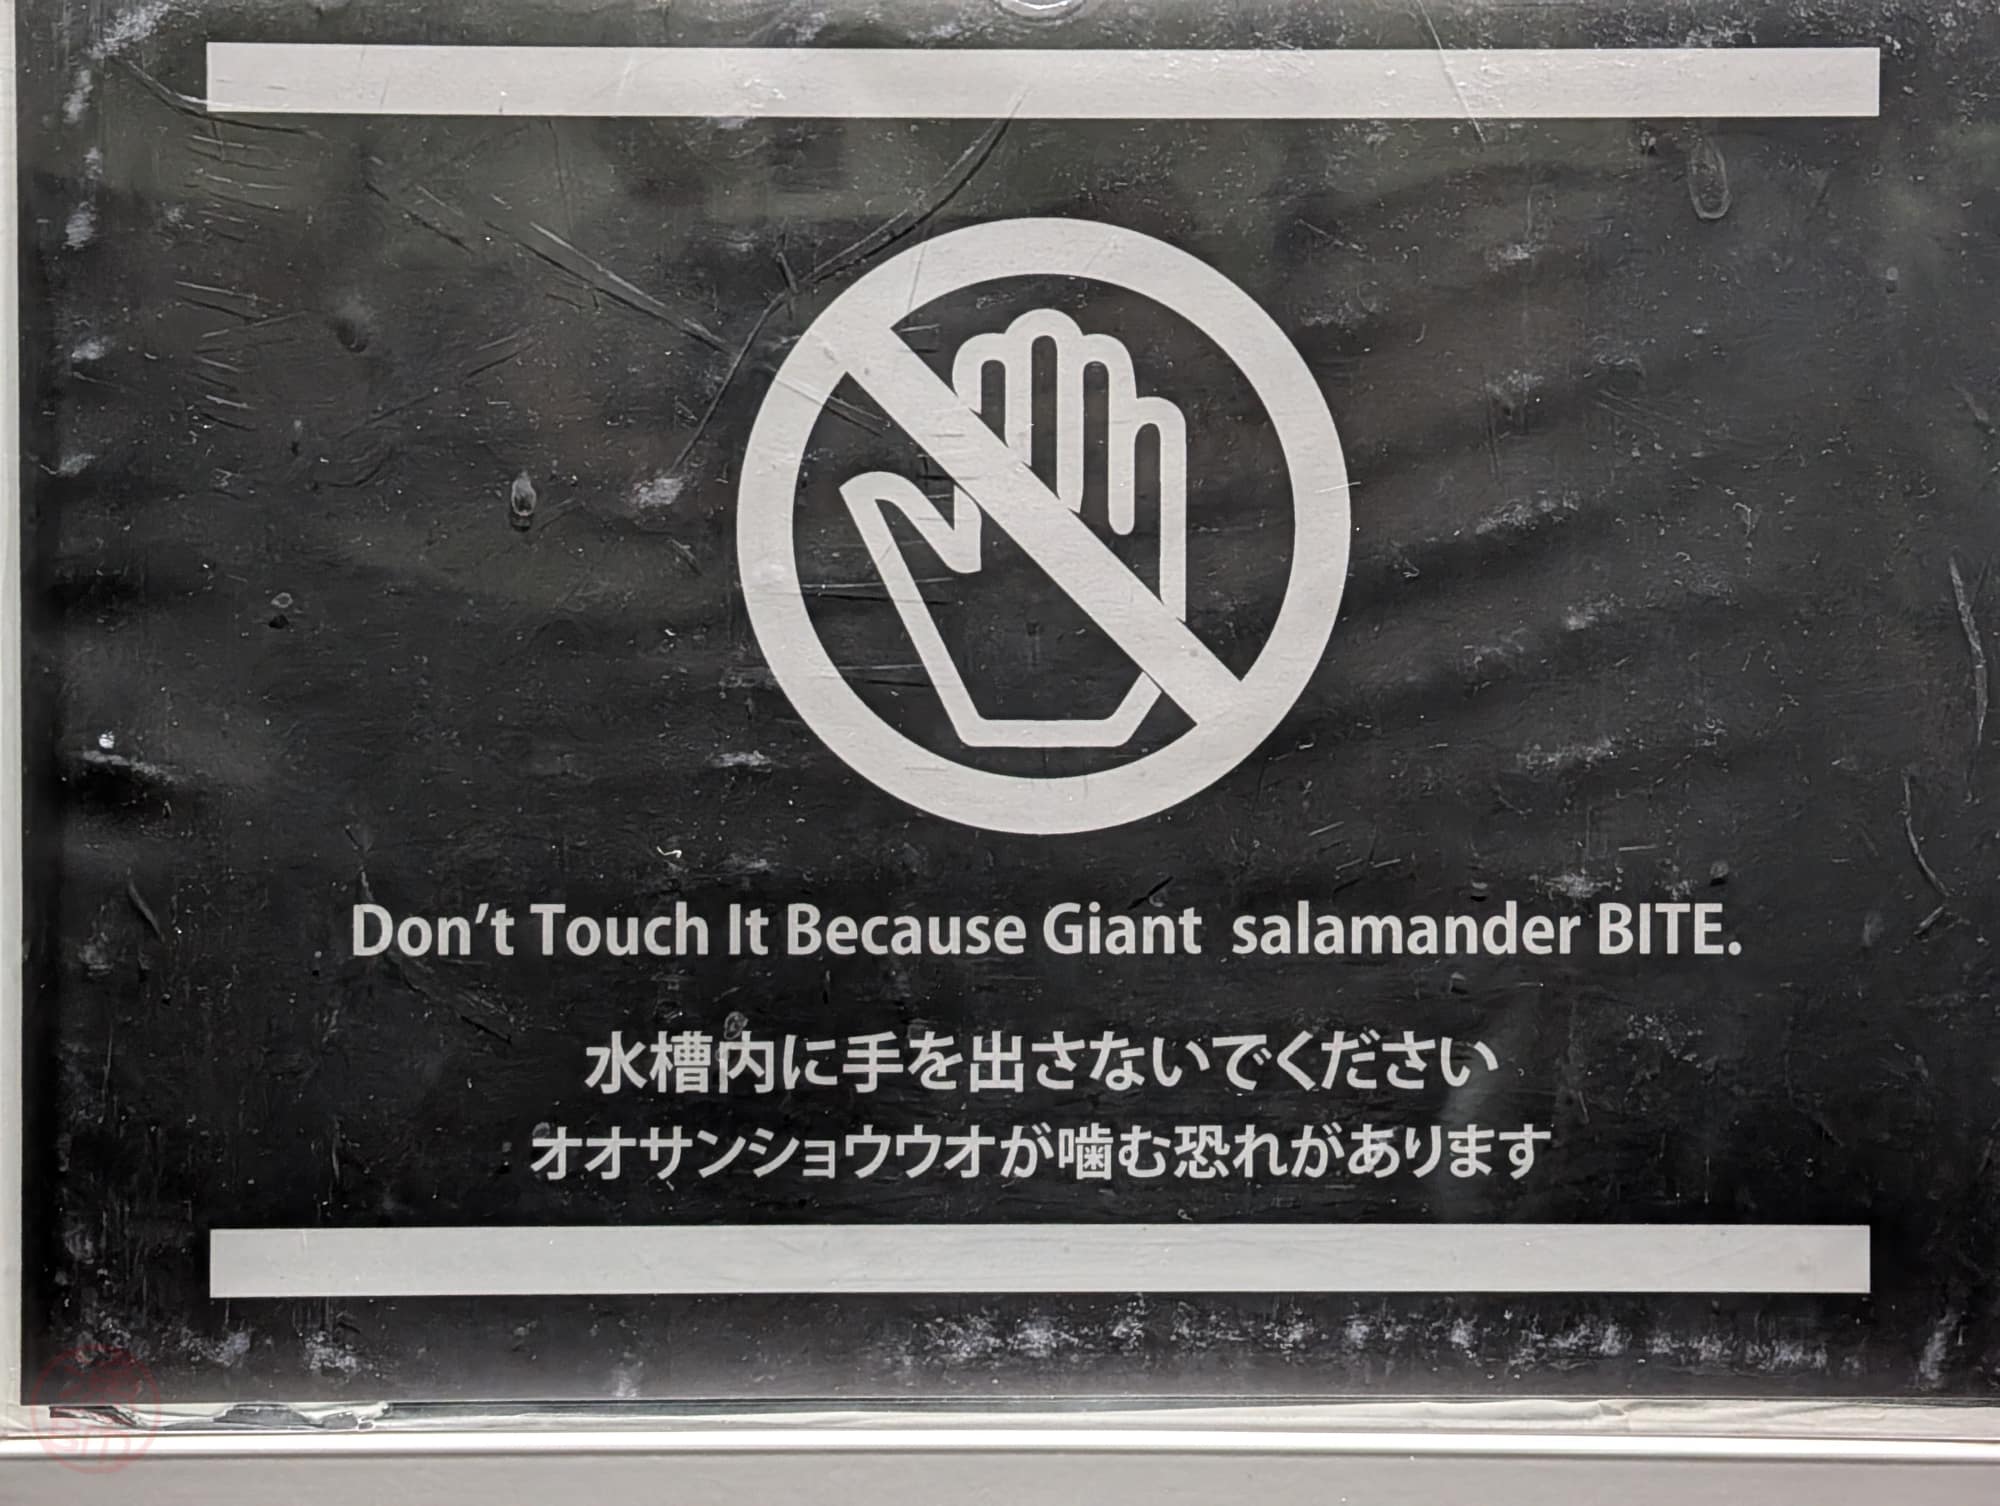 Don't Touch It Because Giant  salamander BITE.
水槽内に手を出さないでください
オオサンショウウオが噛む恐れがあります